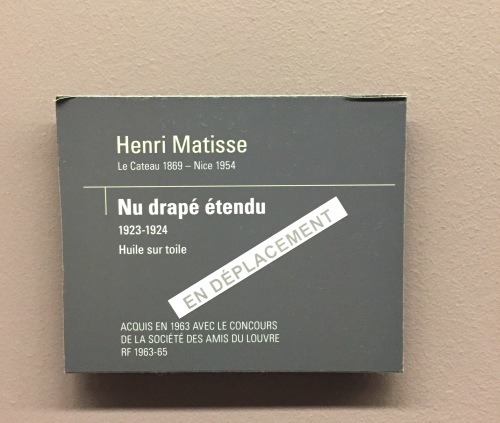 Henri Matisse
Le Cateau 1869 – Nice 1954
Nu drapé étendu
1923-1924
Huile sur toile
EN DÉPLACEMENT
ACQUIS EN 1963 AVEC LE CONCOURS
DE LA SOCIÉTÉ DES AMIS DU LOUVRE
RF 1963-65